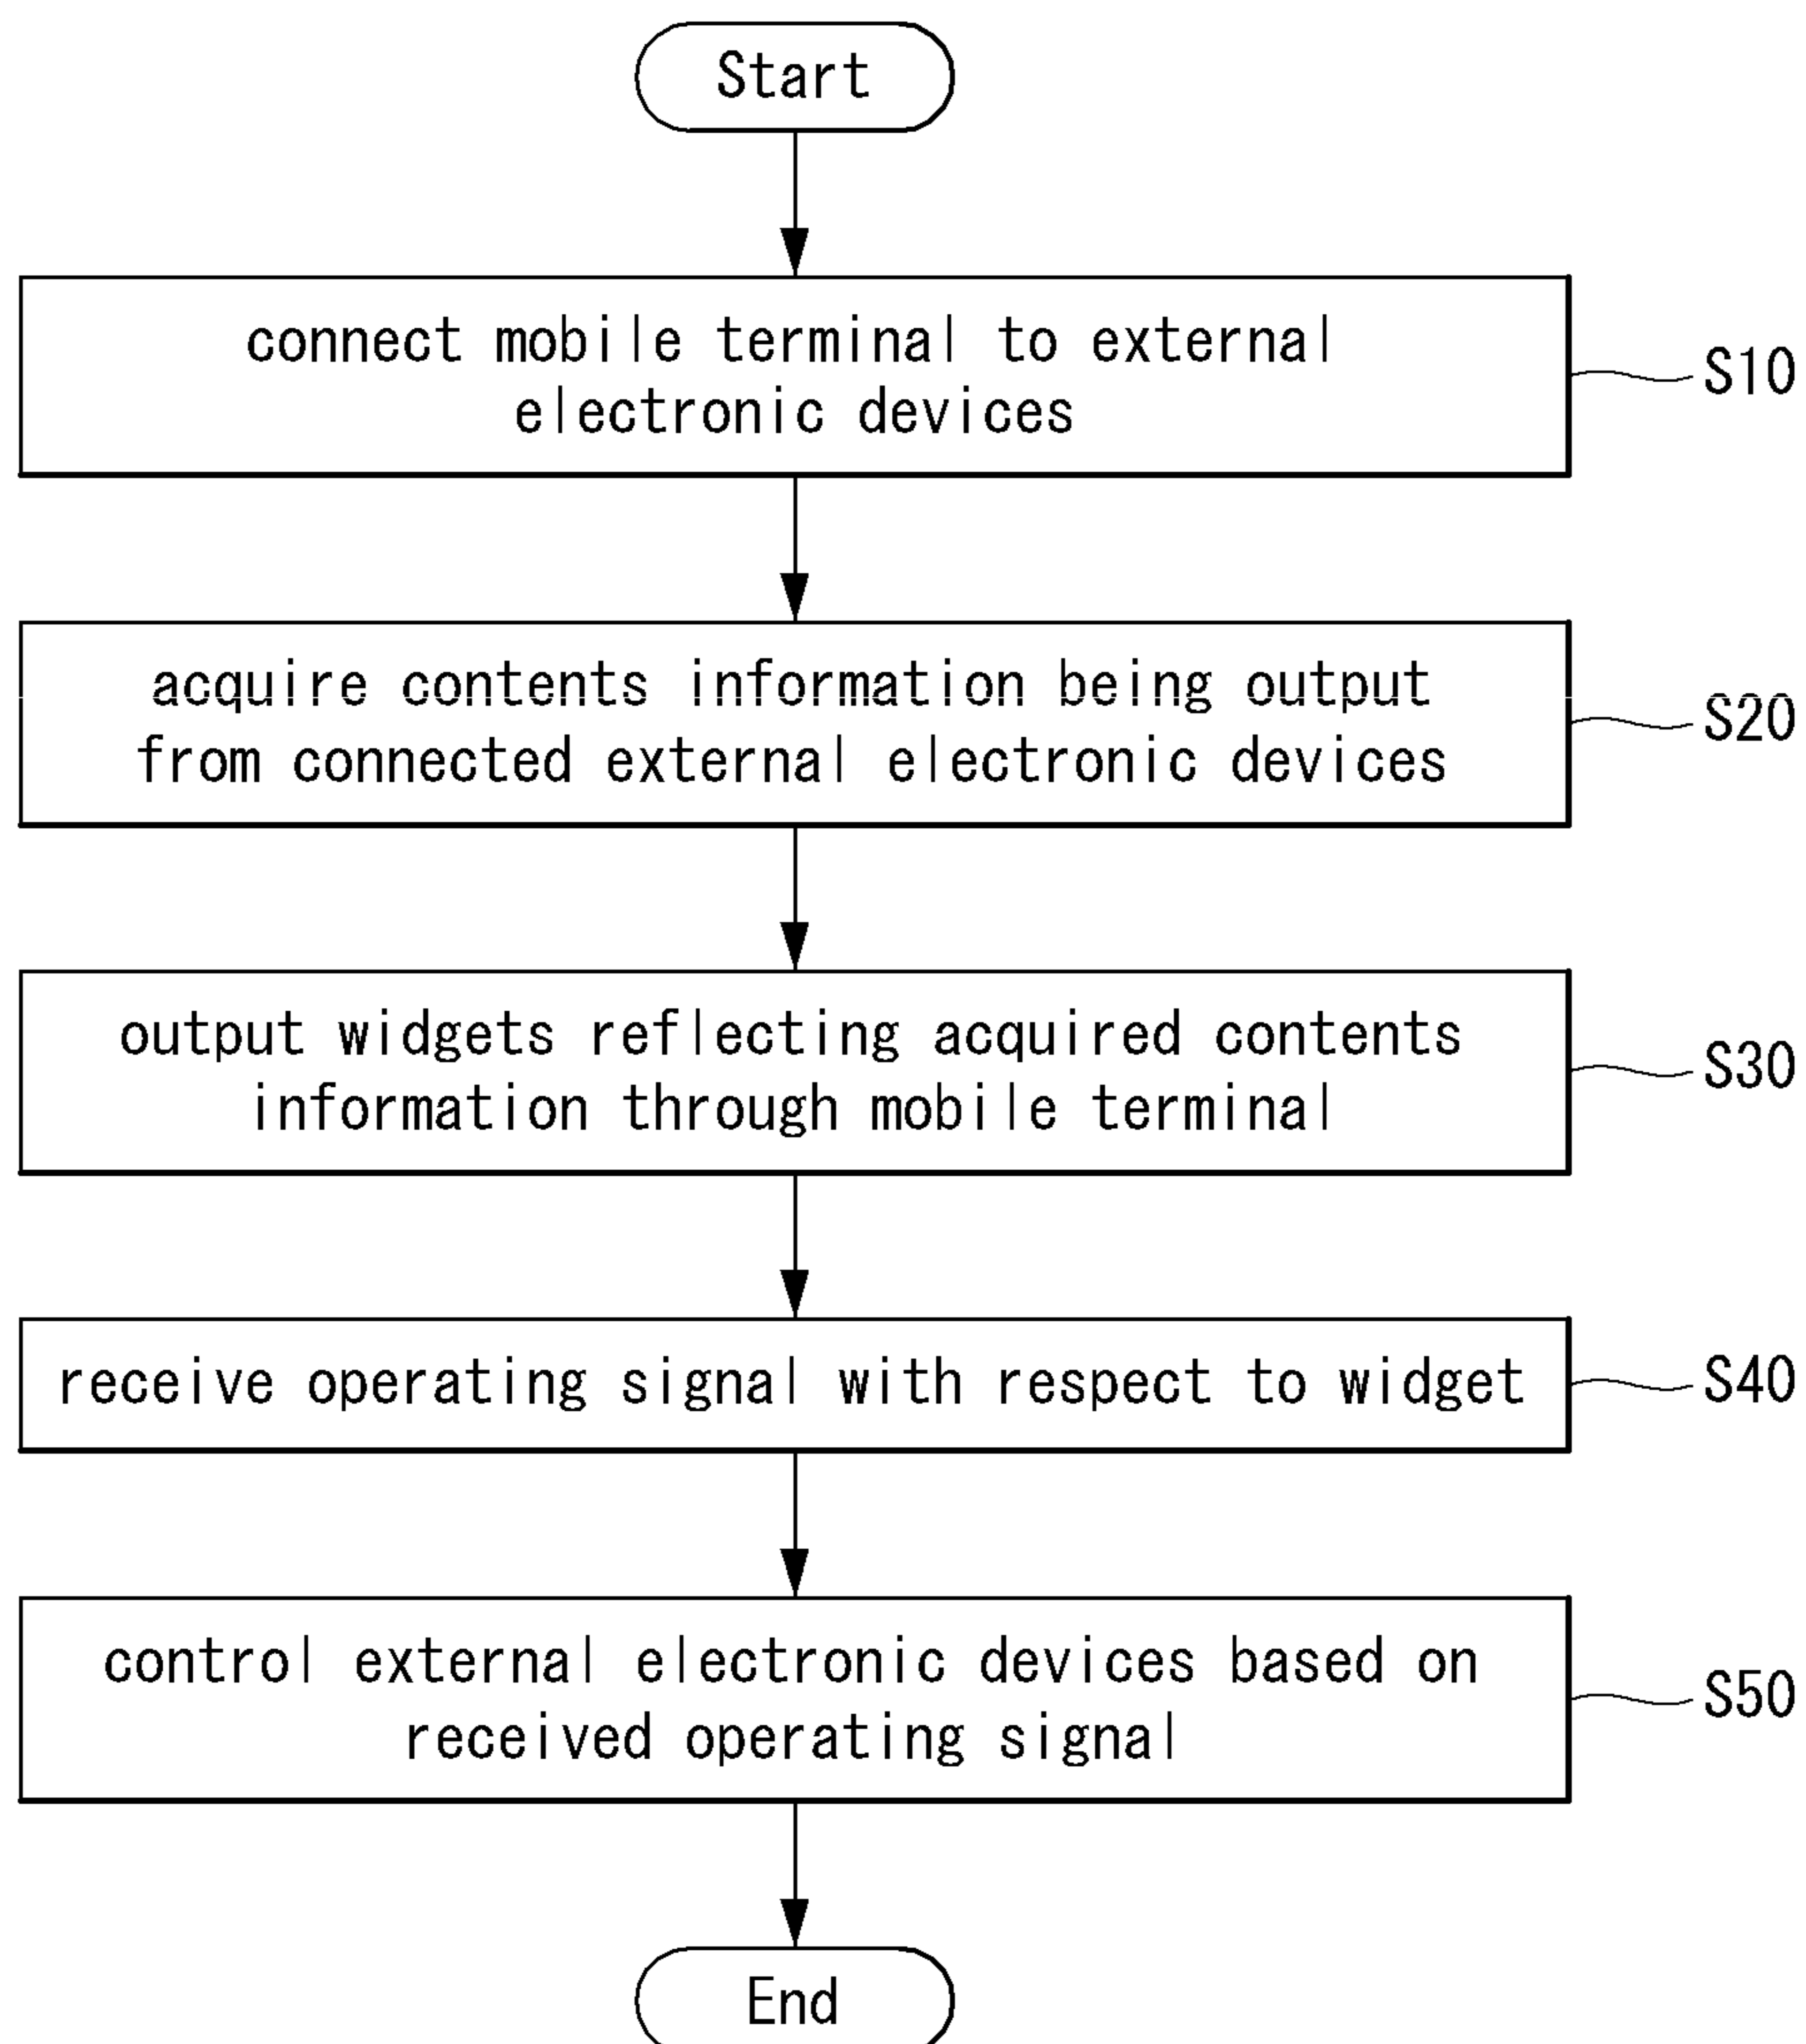 Start
connect mobile terminal to external
electronic devices
S10
acquire contents information being output
from connected external electronic devices
S20
output widgets reflecting acquired contents
information through mobile terminal
S30
receive operating signal with respect to widget
S40
control external electronic devices based on
received operating signal
S50
End